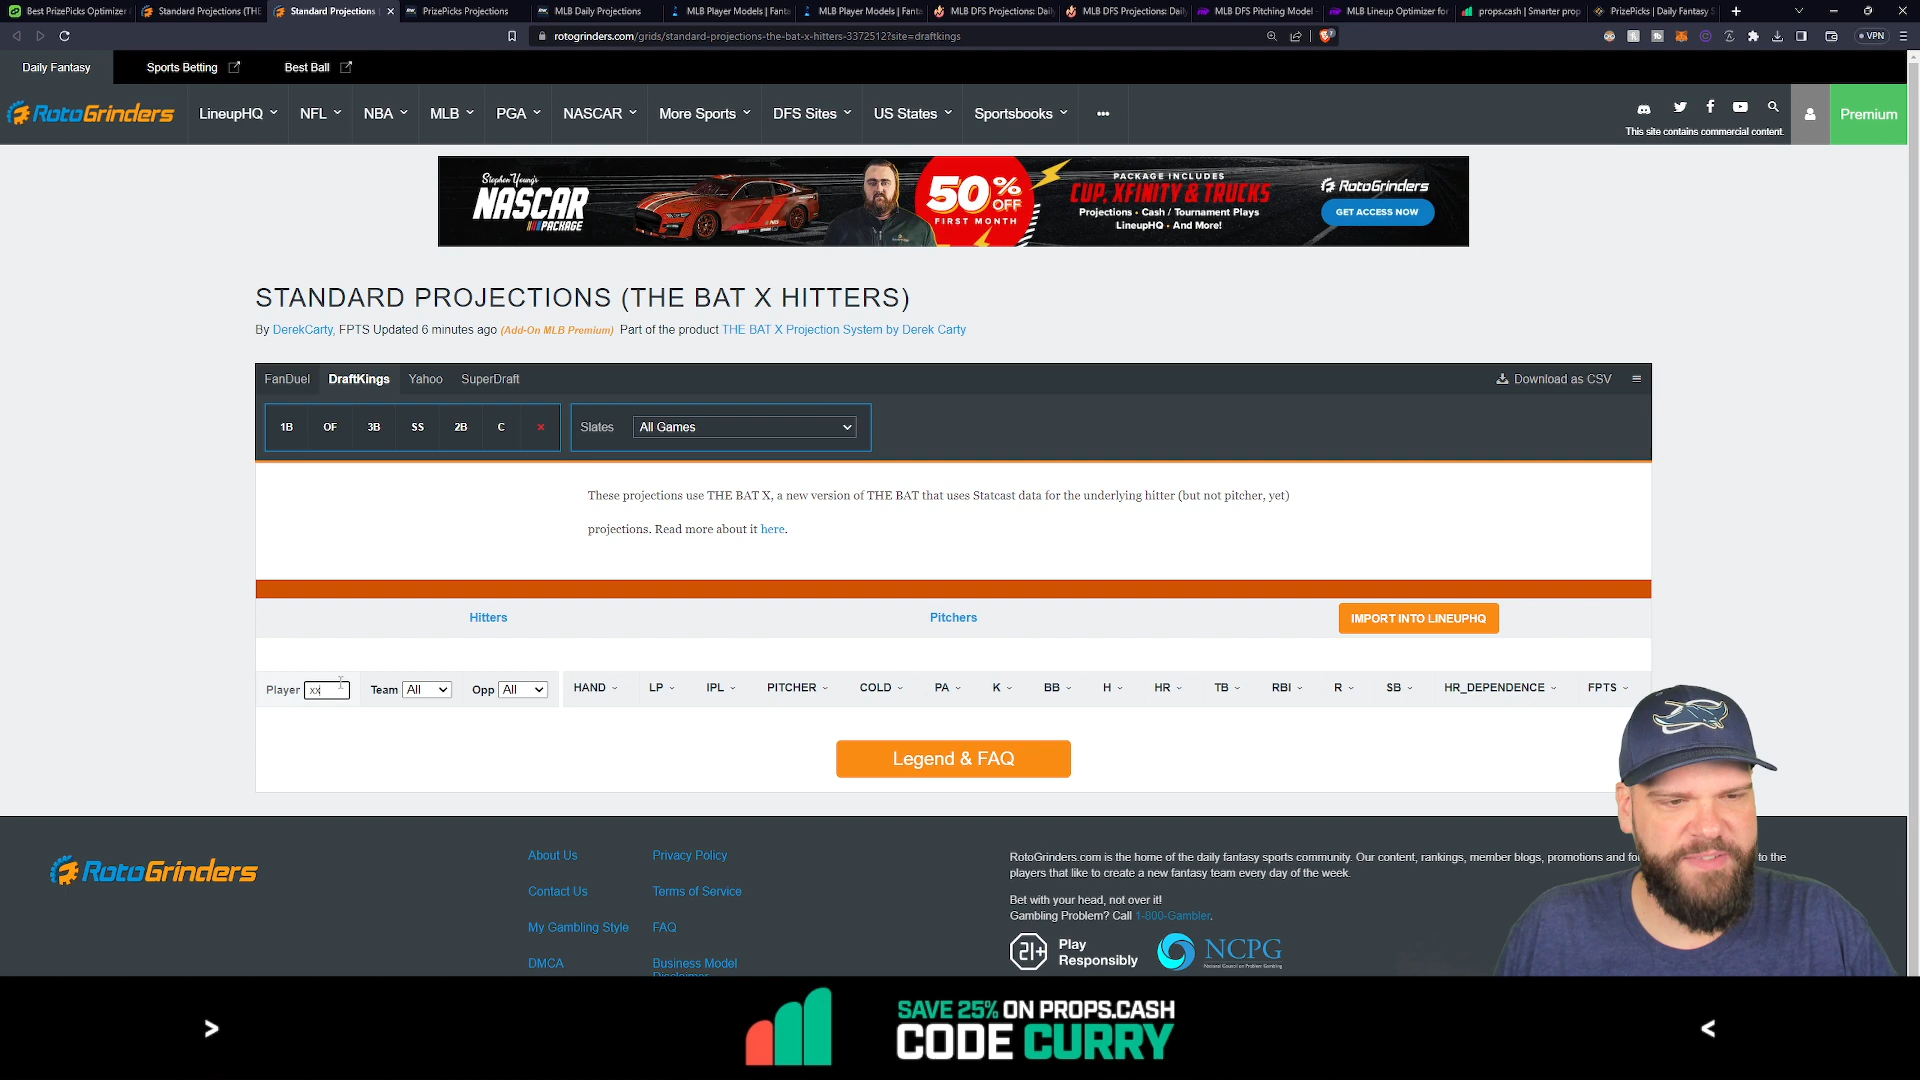 Best PrizePicks Optimizer
Standard Projections (THE
Standard Projections
PrizePicks Projections
MLB Daily Projections
MLB Player Models | Fanta
MLB Player Models | Fanta
MLB DFS Projections: Dail
MLB DFS Projections: Dail
MLB DFS Pitching Model -
MLB Lineup Optimizer for
props.cash | Smarter prop
PrizePicks | Daily Fantasy S
rotogrinders.com/grids/standard-projections-the-bat-x-hitters-3372512?site=draftkings
VPN
Daily Fantasy Sports Betting Best Ball
RotoGrinders LineupHQ NFL NBA MLB PGA NASCAR More Sports DFS Sites US States Sportsbooks ••• Premium
This site contains commercial content.
Stephen Young's
NASCAR
PACKAGE
50% OFF
FIRST MONTH
PACKAGE INCLUDES
CUP, XFINITY & TRUCKS
Projections • Cash / Tournament Plays
LineupHQ • And More!
RotoGrinders
GET ACCESS NOW
STANDARD PROJECTIONS (THE BAT X HITTERS)
By DerekCarty, FPTS Updated 6 minutes ago (Add-On MLB Premium) Part of the product THE BAT X Projection System by Derek Carty
FanDuel DraftKings Yahoo SuperDraft Download as CSV
1B OF 3B SS 2B C × Slates All Games
These projections use THE BAT X, a new version of THE BAT that uses Statcast data for the underlying hitter (but not pitcher, yet)
projections. Read more about it here.
Hitters Pitchers IMPORT INTO LINEUPHQ
Player xx Team All Opp All HAND LP IPL PITCHER COLD PA K BB H HR TB RBI R SB HR_DEPENDENCE FPTS
Legend & FAQ
RotoGrinders
About Us
Contact Us
My Gambling Style
DMCA
Privacy Policy
Terms of Service
FAQ
Business Model
RotoGrinders.com is the home of the daily fantasy sports community. Our content, rankings, member blogs, promotions and to the
players that like to create a new fantasy team every day of the week.
Bet with your head, not over it!
Gambling Problem? Call 1-800-Gambler.
21+ Play
Responsibly
NCPG
> SAVE 25% ON PROPS.CASH <
CODE CURRY